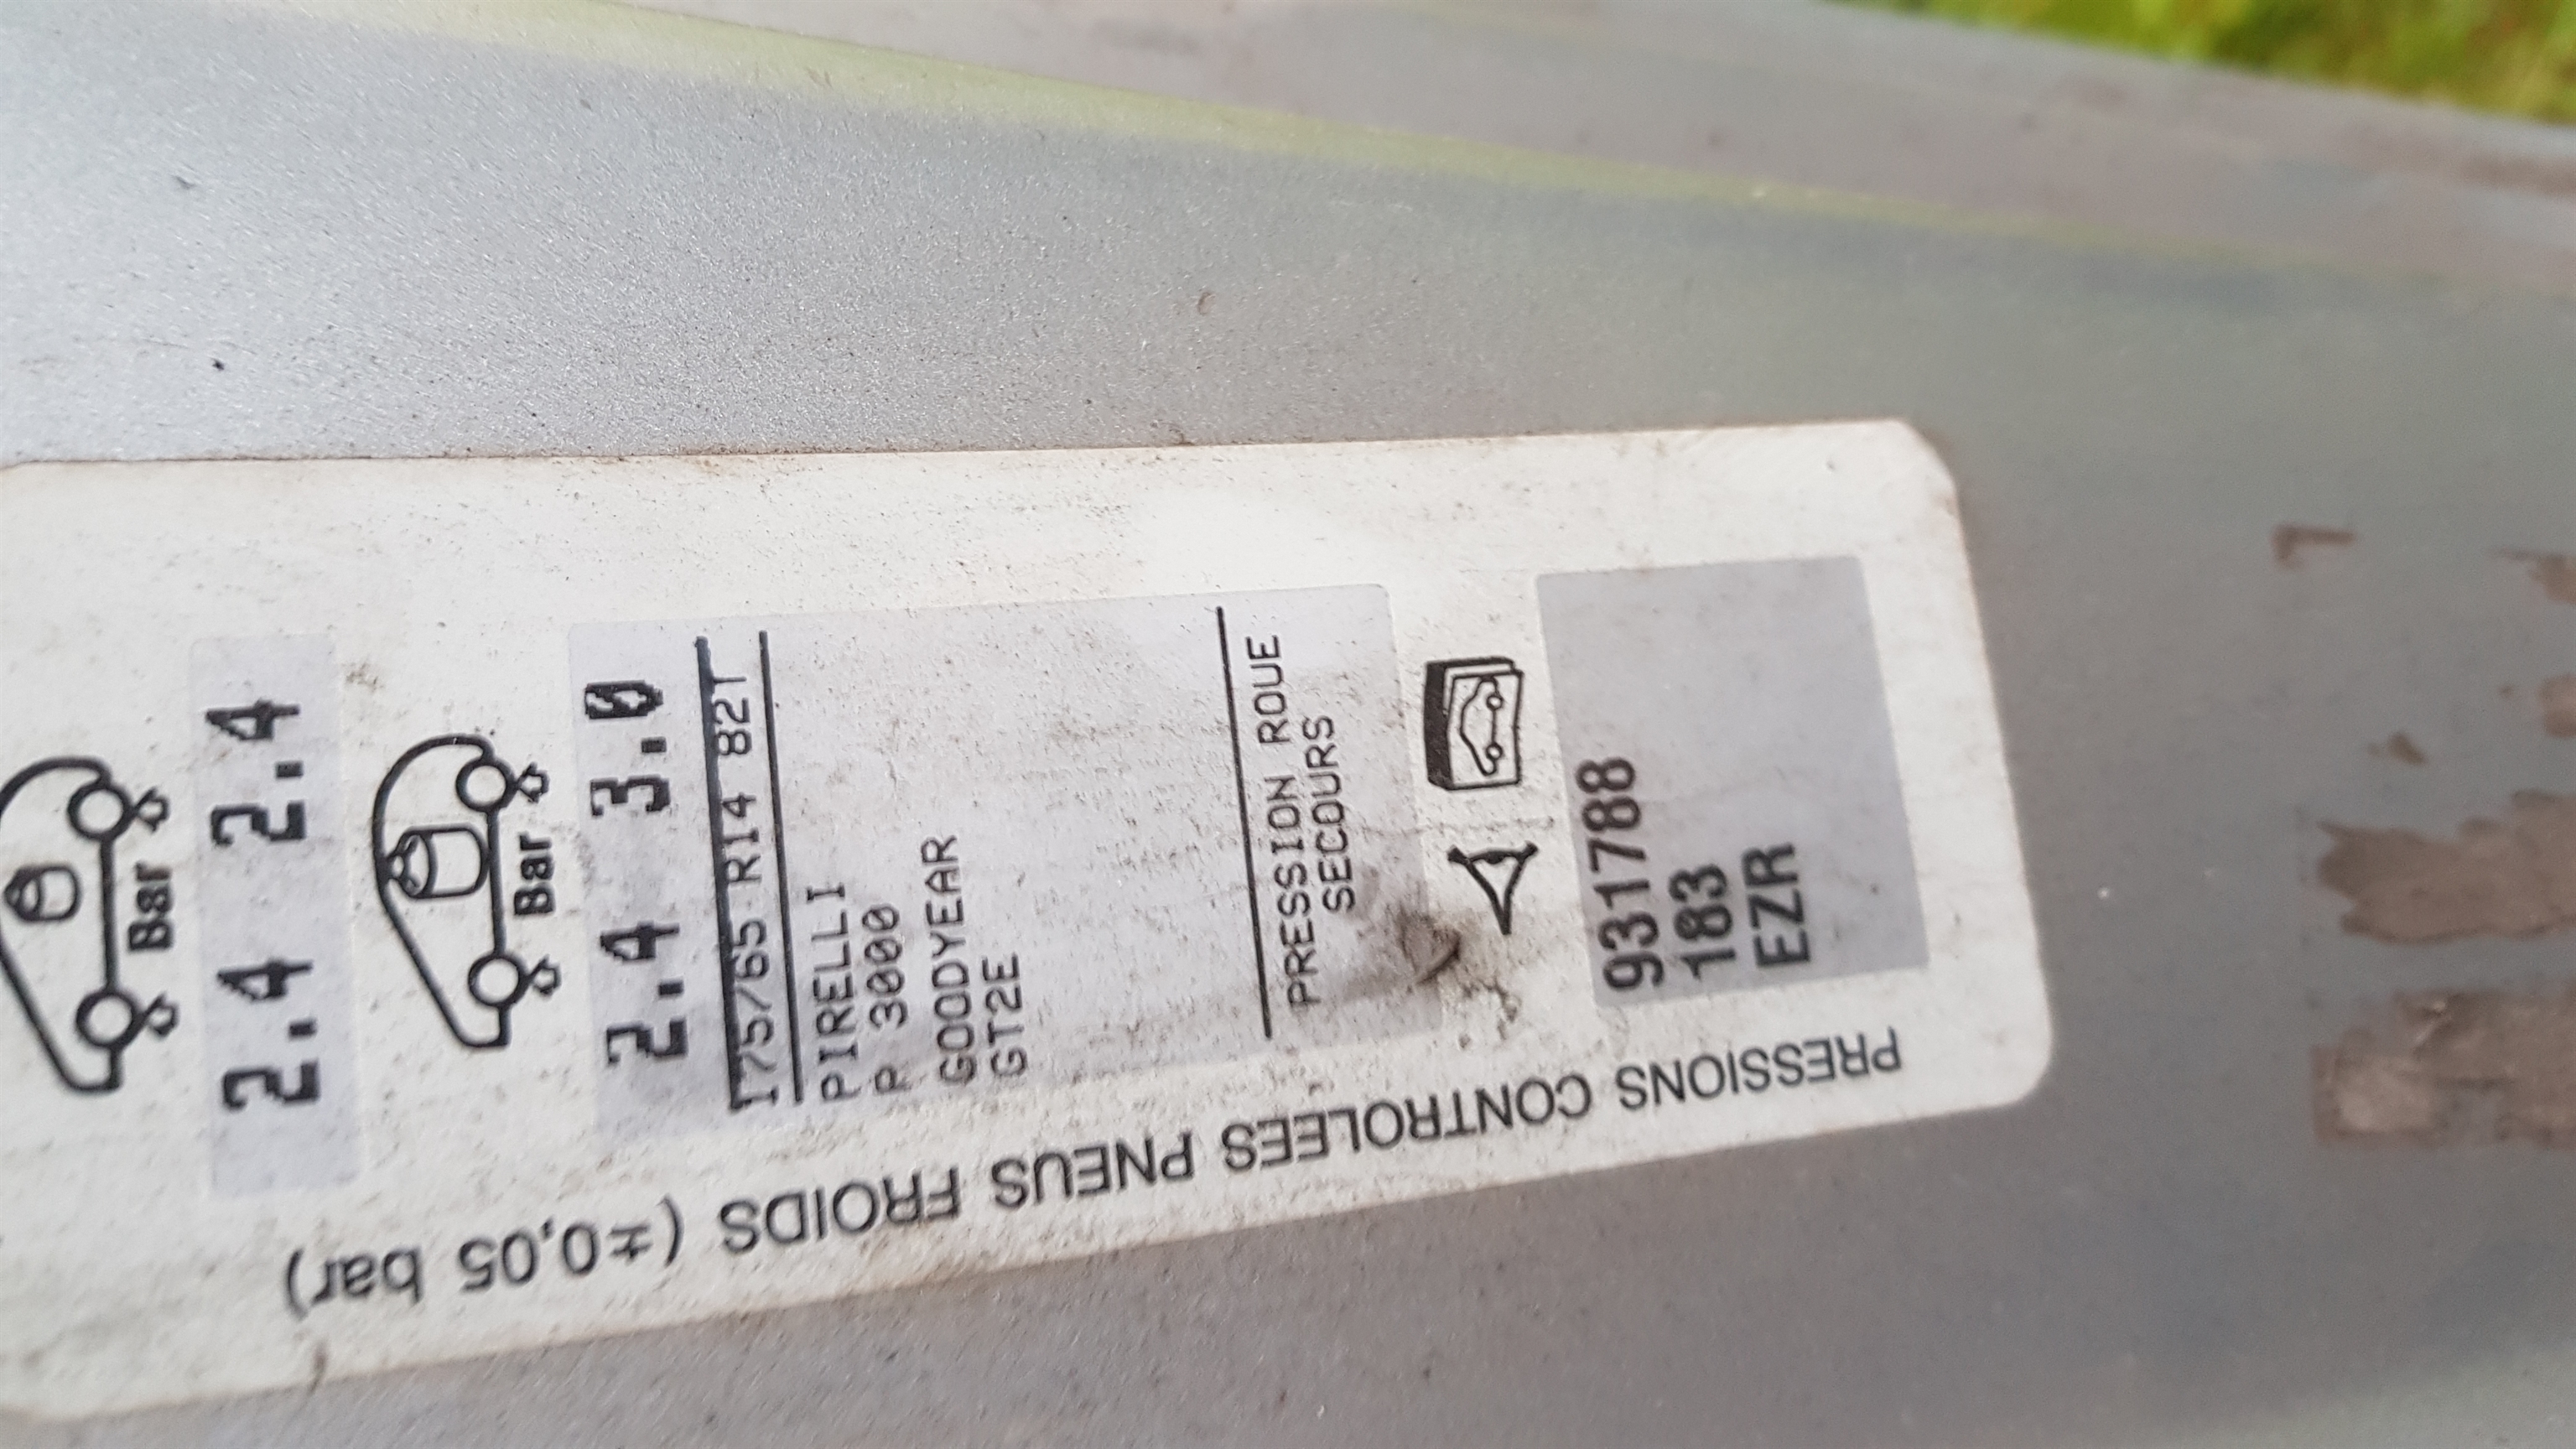 Bar
2.4 2.4
Bar
2.4 3.0
175/65 R14 82T
PIRELLI
P 3000
GOODYEAR
GT2E
PRESSION ROUE
SECOURS
931788
183
EZR
PRESSIONS CONTROLEES PNEUS FROIDS (±0,05 bar)